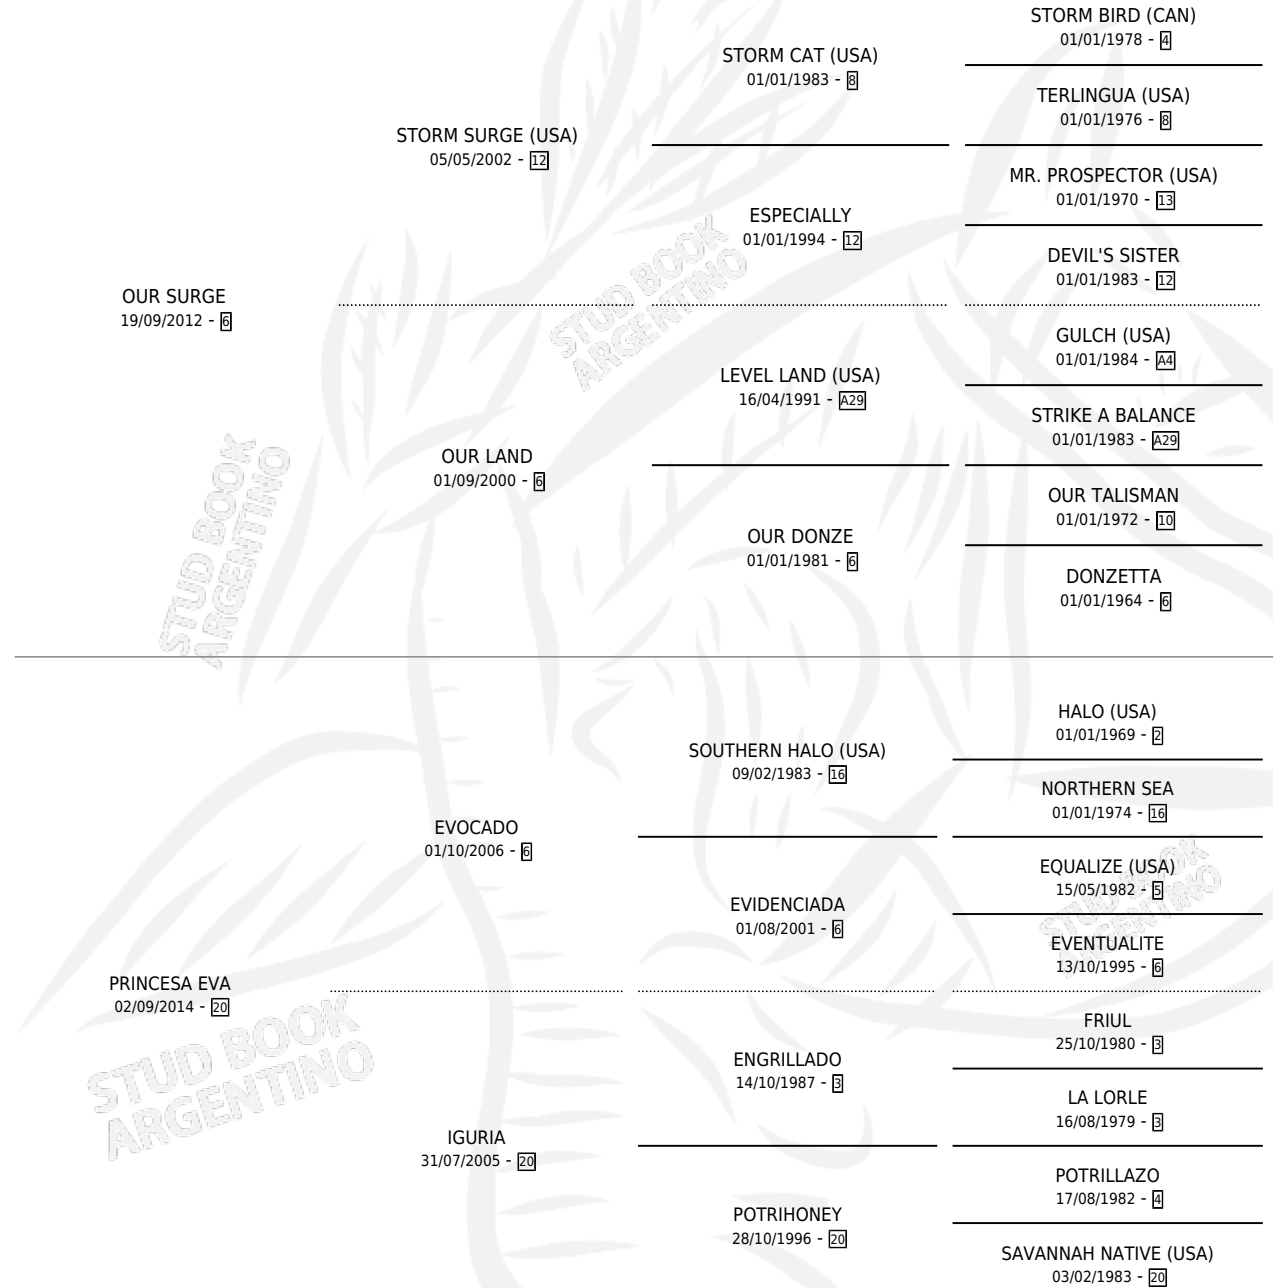 STORM BIRD (CAN)
01/01/1978 - 4
STORM CAT (USA)
01/01/1983 - 8
TERLINGUA (USA)
01/01/1976 - 8
STORM SURGE (USA)
05/05/2002 - 12
MR. PROSPECTOR (USA)
01/01/1970 - 13
ESPECIALLY
01/01/1994 - 12
DEVIL'S SISTER
01/01/1983 - 12
OUR SURGE
19/09/2012 - 6
GULCH (USA)
01/01/1984 - A4
LEVEL LAND (USA)
16/04/1991 - A29
STRIKE A BALANCE
01/01/1983 - A29
OUR LAND
01/09/2000 - 6
OUR TALISMAN
01/01/1972 - 10
OUR DONZE
01/01/1981 - 6
DONZETTA
01/01/1964 - 6
HALO (USA)
01/01/1969 - 2
SOUTHERN HALO (USA)
09/02/1983 - 16
NORTHERN SEA
01/01/1974 - 16
EVOCADO
01/10/2006 - 6
EQUALIZE (USA)
15/05/1982 - 5
EVIDENCIADA
01/08/2001 - 6
EVENTUALITE
13/10/1995 - 6
PRINCESA EVA
02/09/2014 - 20
FRIUL
25/10/1980 - 3
ENGRILLADO
14/10/1987 - 3
LA LORLE
16/08/1979 - 3
IGURIA
31/07/2005 - 20
POTRILLAZO
17/08/1982 - 4
POTRIHONEY
28/10/1996 - 20
SAVANNAH NATIVE (USA)
03/02/1983 - 20
STUD BOOK
ARGENTINO
STUD BOOK
ARGENTINO
STUD BOOK
ARGENTINO
STUD BOOK
ARGENTINO